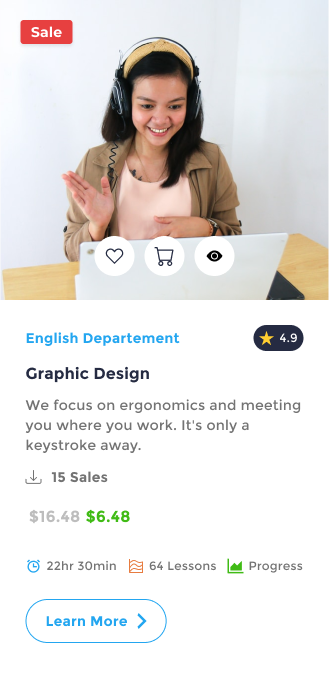 Sale
English Departement
4.9
Graphic Design
We focus on ergonomics and meeting
you where you work. It's only a
keystroke away.
15 Sales
$16.48 $6.48
22hr 30min
64 Lessons
Progress
Learn More